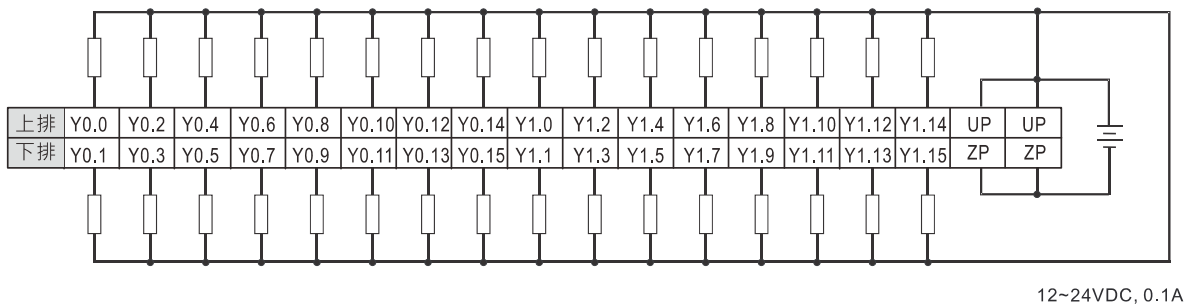 上排 Y0.0 Y0.2 Y0.4 Y0.6 Y0.8 Y0.10 Y0.12 Y0.14 Y1.0 Y1.2 Y1.4 Y1.6 Y1.8 Y1.10 Y1.12 Y1.14 UP UP
下排 Y0.1 Y0.3 Y0.5 Y0.7 Y0.9 Y0.11 Y0.13 Y0.15 Y1.1 Y1.3 Y1.5 Y1.7 Y1.9 Y1.11 Y1.13 Y1.15 ZP ZP
12~24VDC, 0.1A